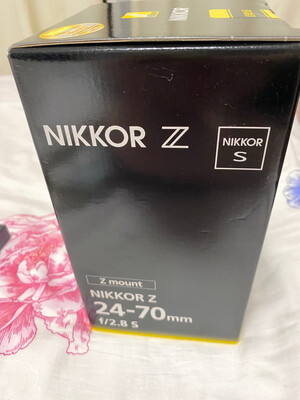 NIKKOR Z
NIKKOR
S
Z mount
NIKKOR Z
24-70mm
f/2.8 S